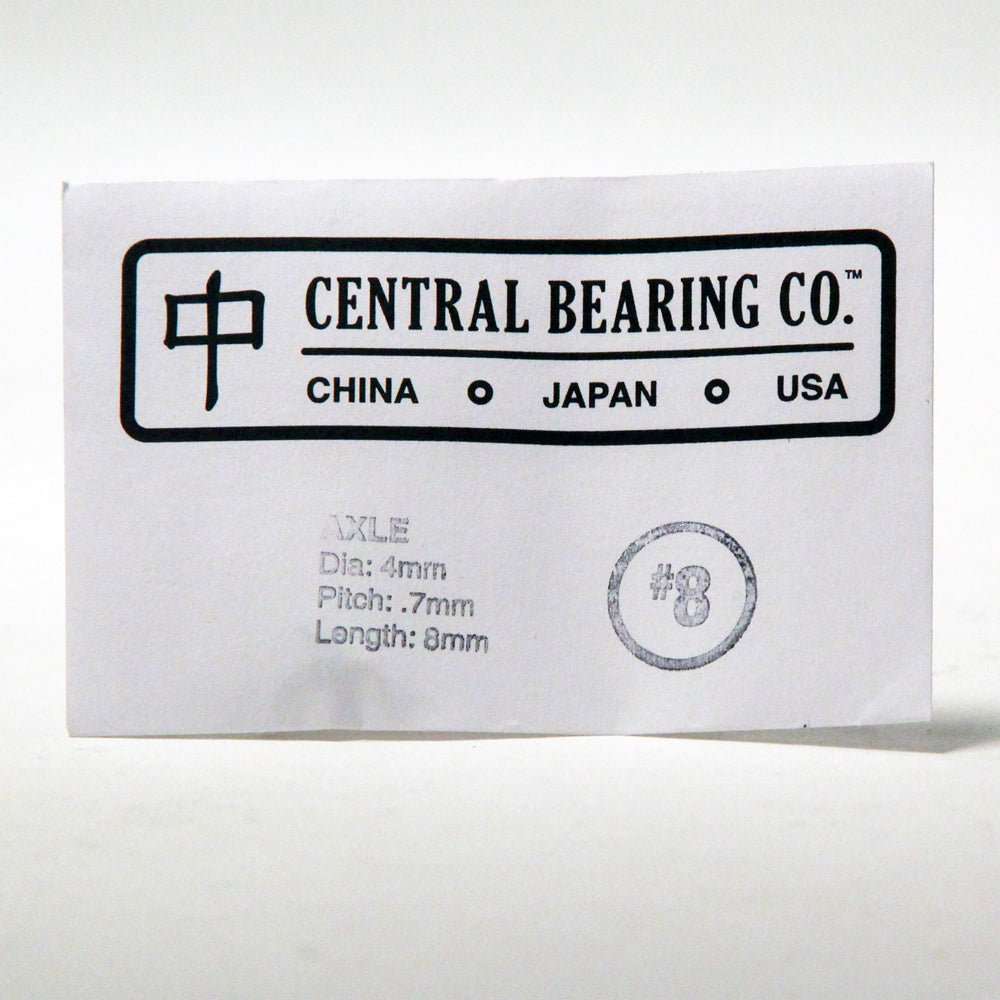 中
CENTRAL BEARING CO.™
CHINA o JAPAN o USA
AXLE
Dia: 4mm
Pitch: .7mm
Length: 8mm
#8